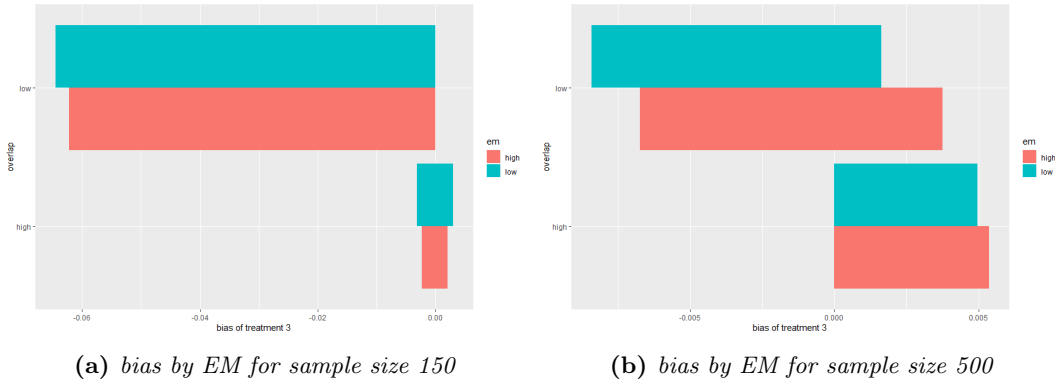 overlap
low
high
-0.06
-0.04
-0.02
0.00
bias of treatment 3
em
high
low
(a) bias by EM for sample size 150
overlap
low
high
-0.005
0.000
0.005
bias of treatment 3
em
high
low
(b) bias by EM for sample size 500